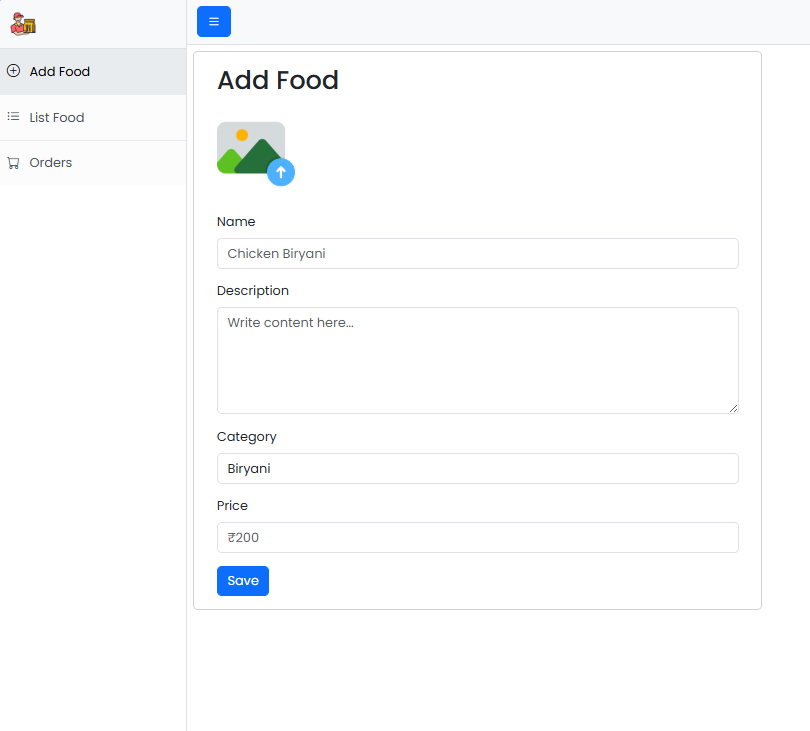 Add Food
List Food
Orders
Add Food
Name
Chicken Biryani
Description
Write content here...
Category
Biryani
Price
₹200
Save